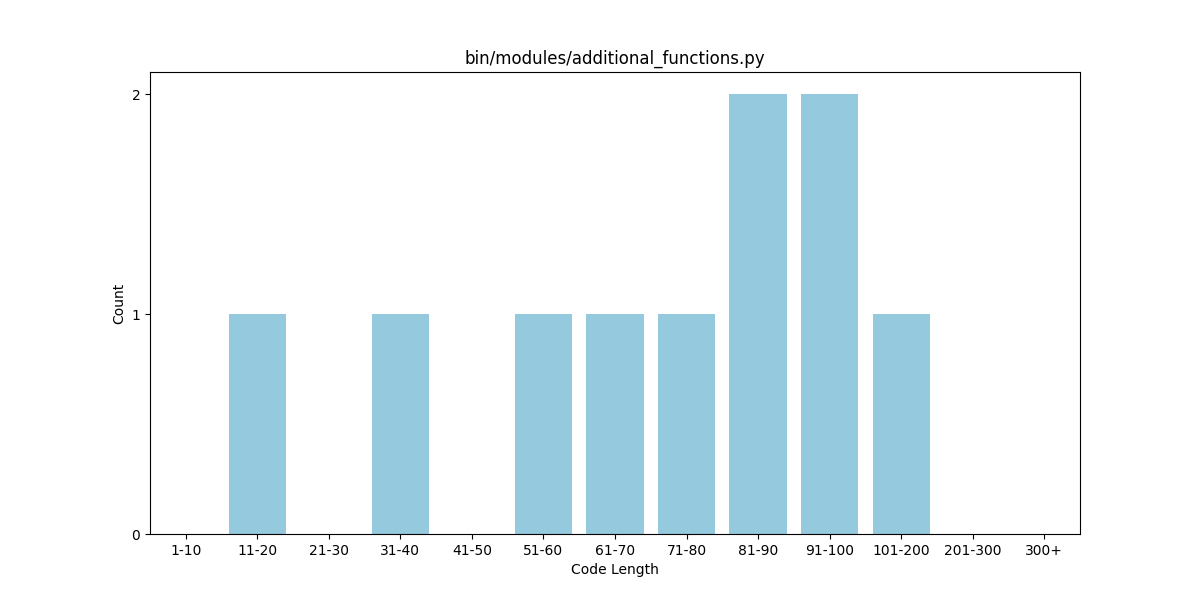 bin/modules/additional_functions.py
2
1
0
Count
1-10 11-20 21-30 31-40 41-50 51-60 61-70 71-80 81-90 91-100 101-200 201-300 300+
Code Length